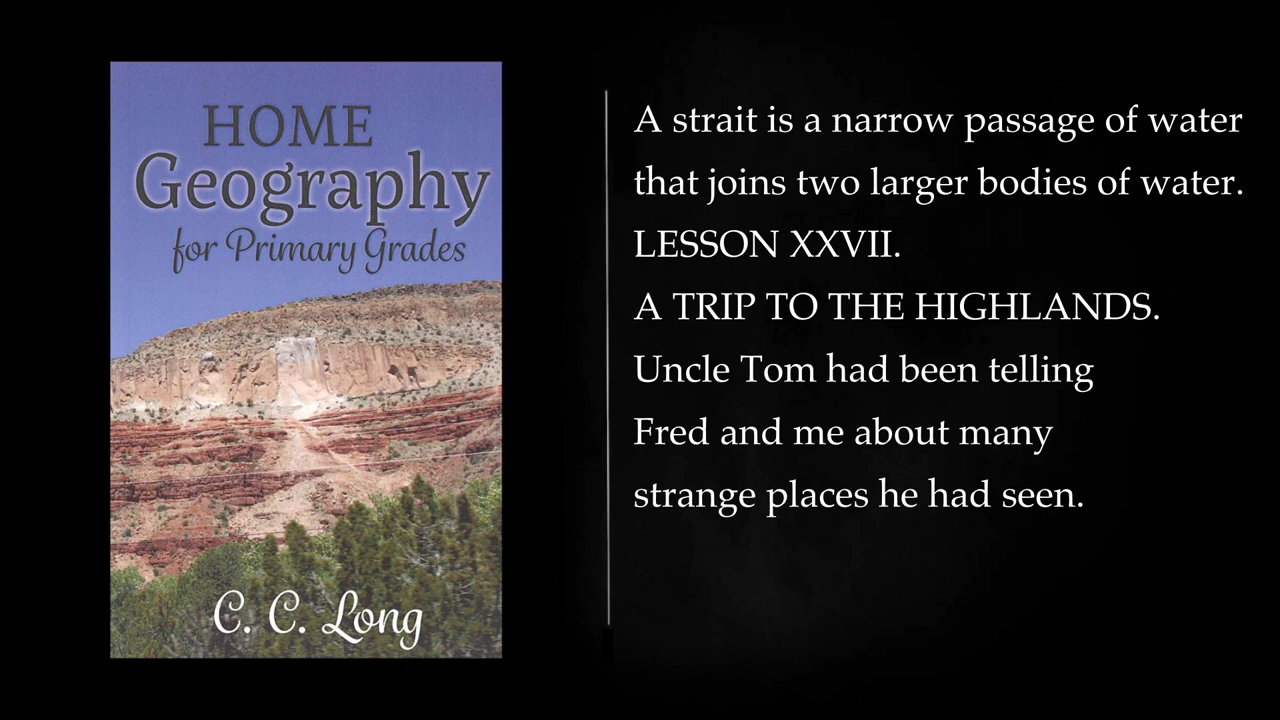 HOME
Geography
for Primary Grades
C. C. Long
A strait is a narrow passage of water
that joins two larger bodies of water.
LESSON XXVII.
A TRIP TO THE HIGHLANDS.
Uncle Tom had been telling
Fred and me about many
strange places he had seen.